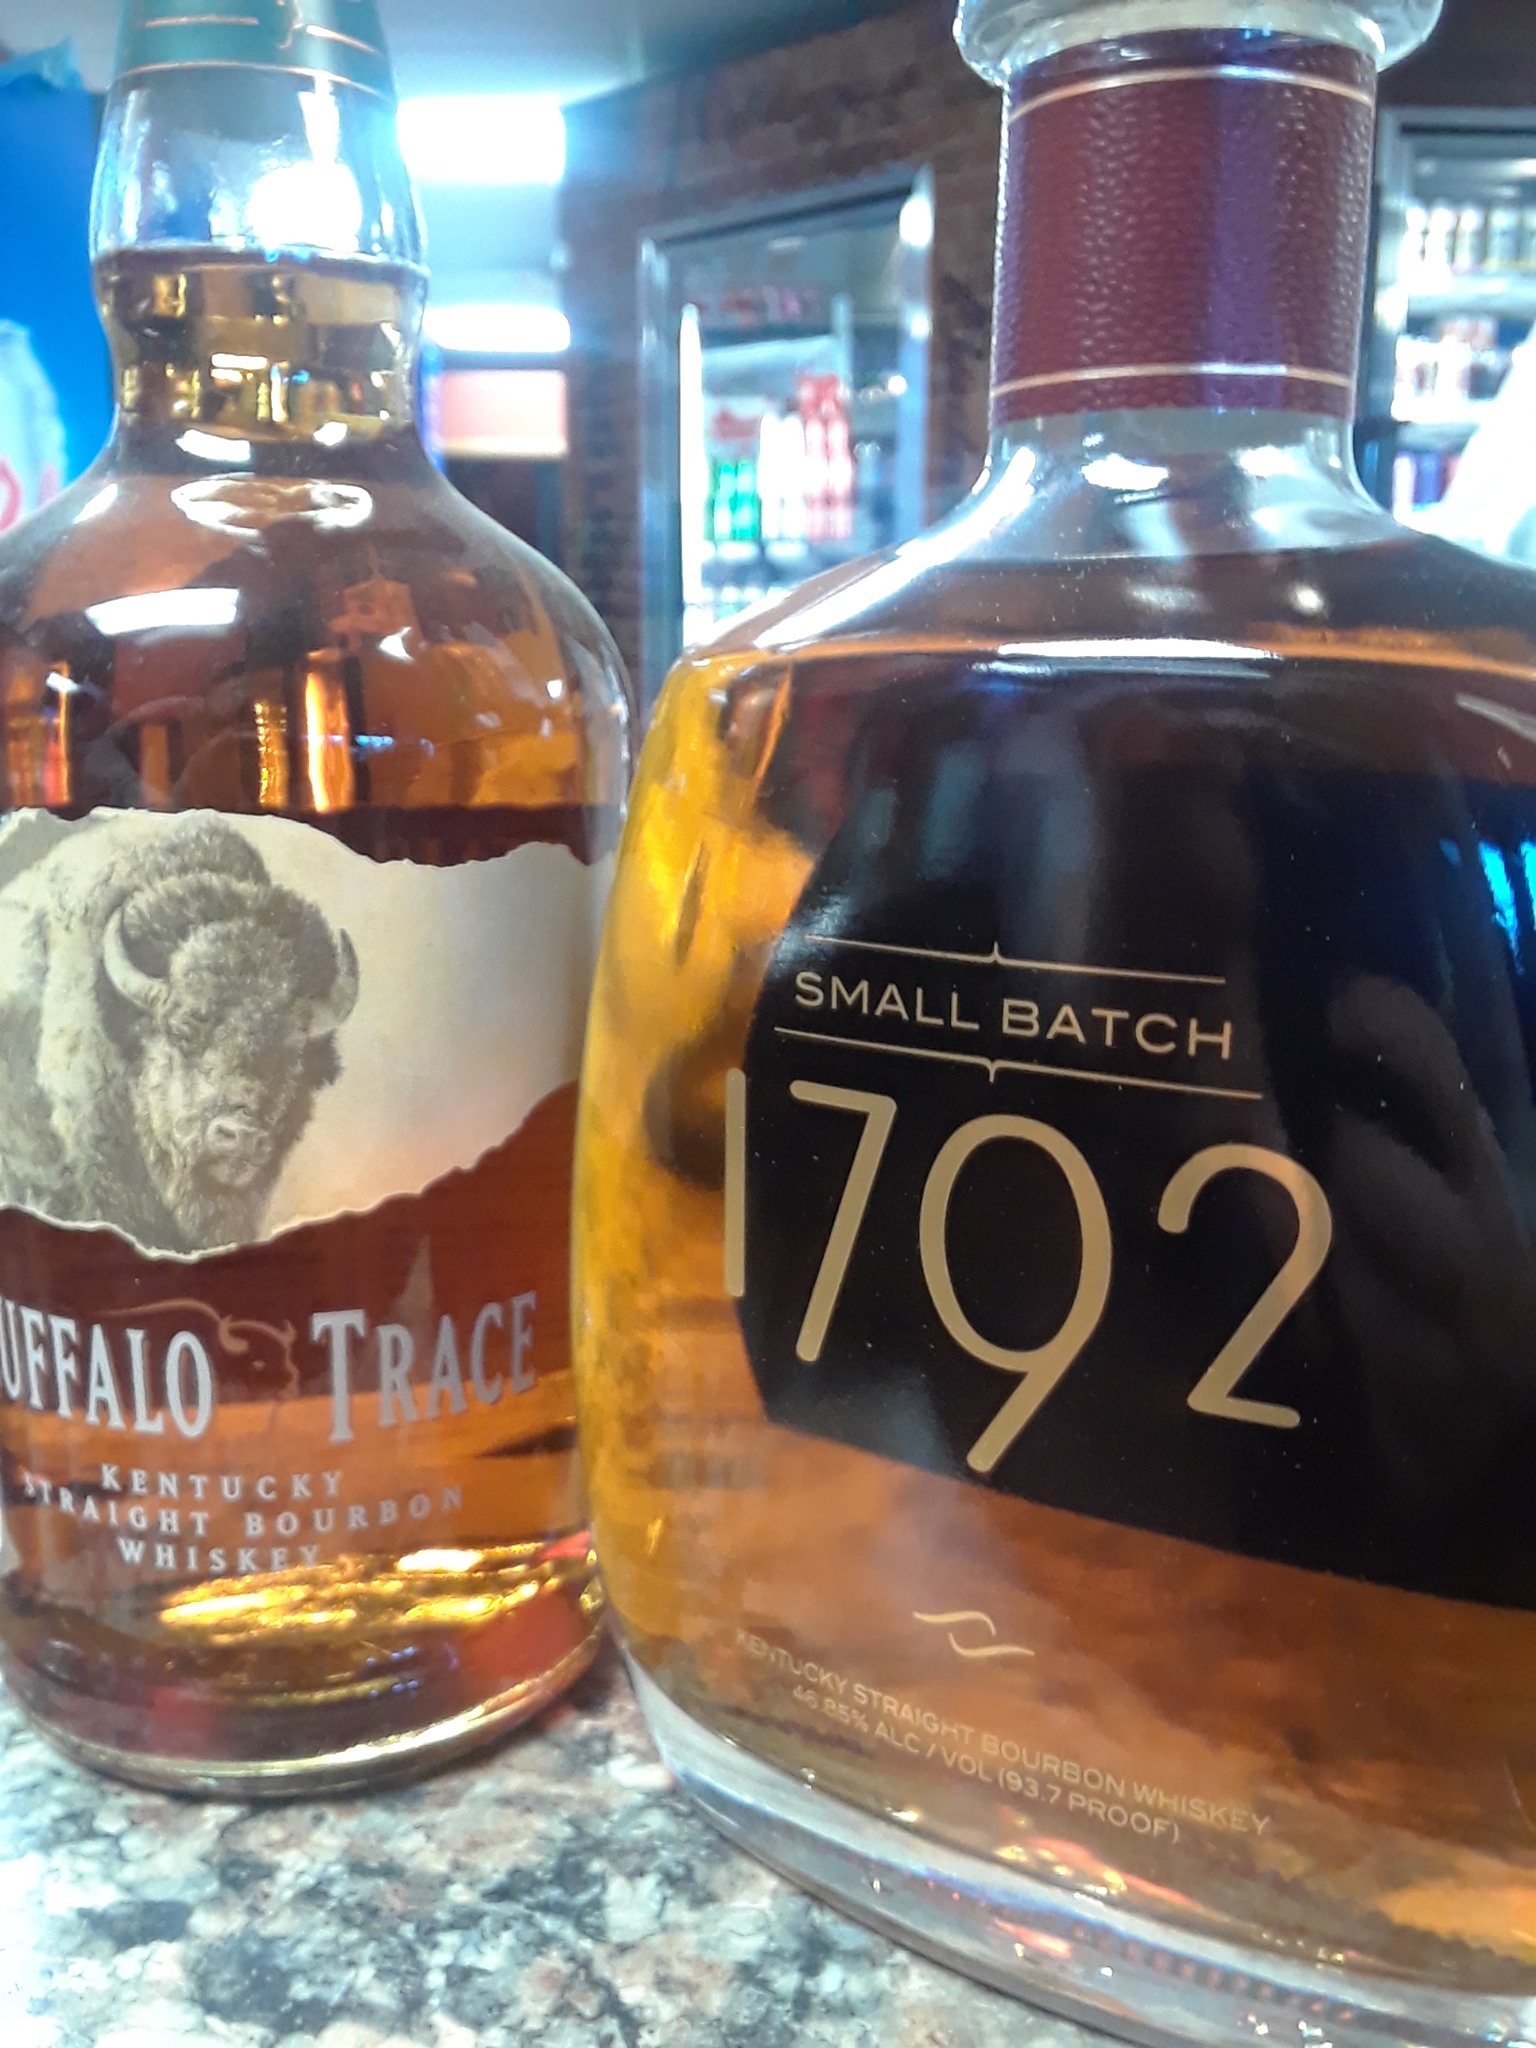 UFFALO TRACE
KENTUCKY
STRAIGHT BOURBON
WHISKEY
SMALL BATCH
1792
KENTUCKY STRAIGHT BOURBON WHISKEY
46.85% ALC / VOL (93.7 PROOF)